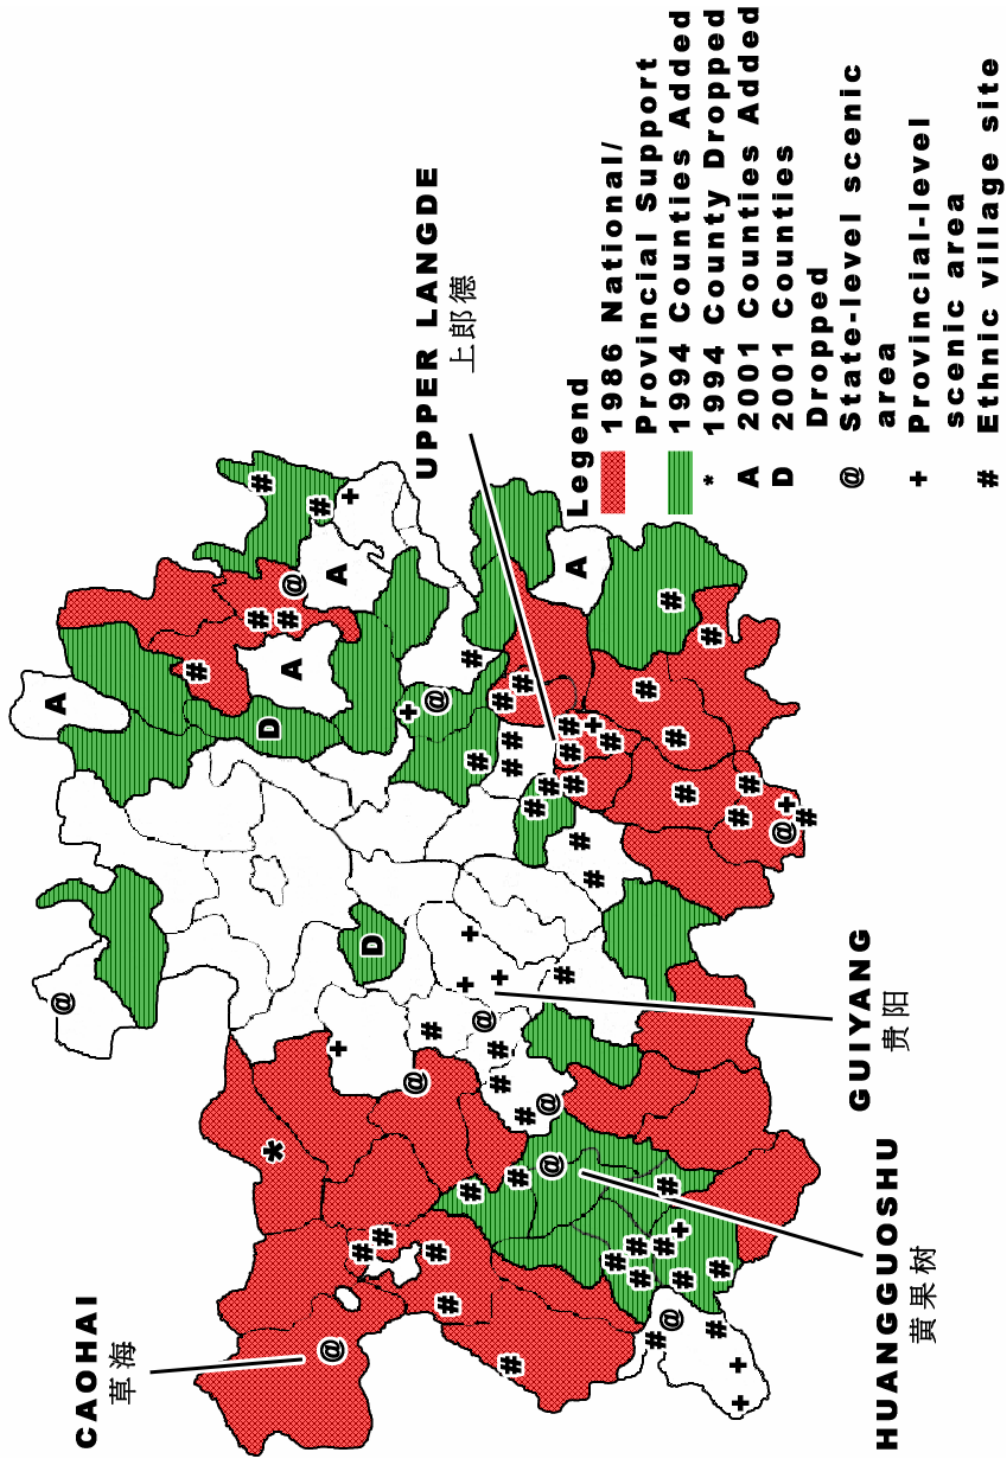 CAOHAI
草海
HUANGGUOSHU
黄果树
GUIYANG
贵阳
UPPER LANGDE
上郎德
Legend
1986 National/
Provincial Support
1994 Counties Added
* 1994 County Dropped
A 2001 Counties Added
D 2001 Counties
Dropped
@ State-level scenic
area
+ Provincial-level
scenic area
# Ethnic village site